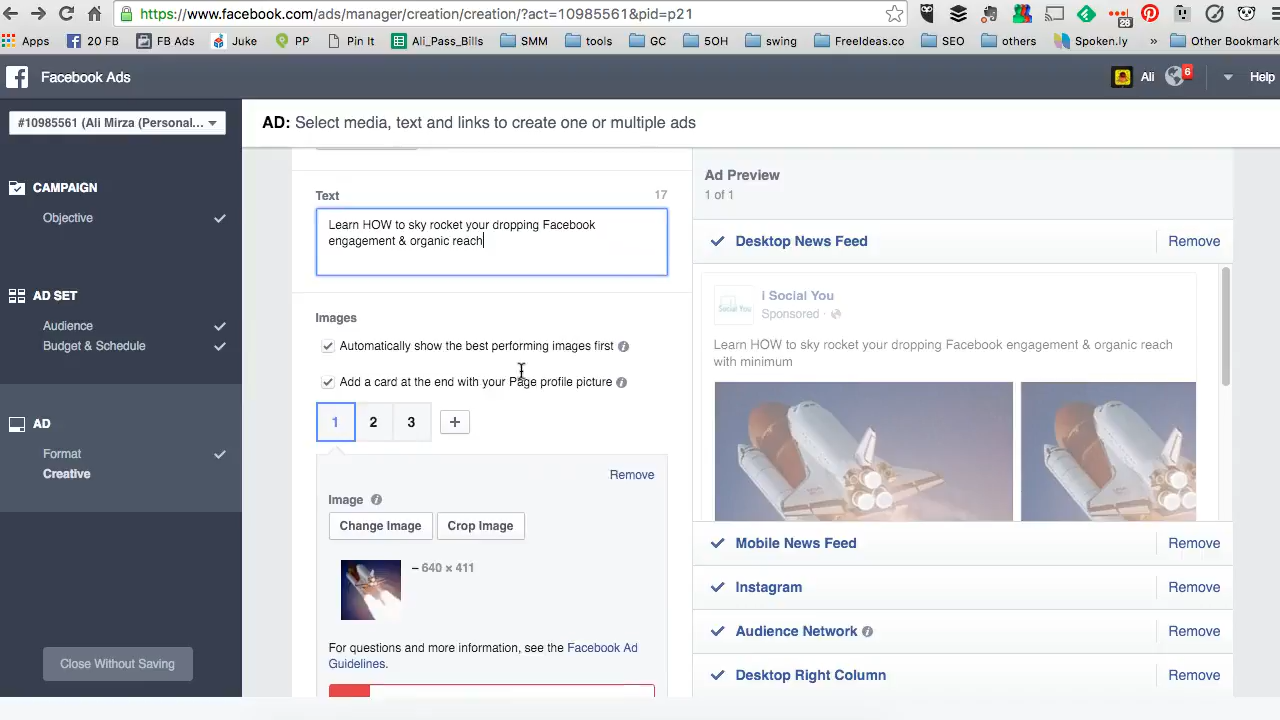 https://www.facebook.com/ads/manager/creation/creation/?act=10985561&pid=p21
23
Apps
20 FB
FB Ads
Juke
PP
Pin It
Ali_Pass_Bills
SMM
tools
GC
5OH
swing
FreeIdeas.co
SEO
others
Spoken.ly
»
Other Bookmark
Facebook Ads
Ali
6
Help
#10985561 (Ali Mirza (Personal...
AD: Select media, text and links to create one or multiple ads
CAMPAIGN
Objective
AD SET
Audience
Budget & Schedule
AD
Format
Creative
Close Without Saving
Text
17
Learn HOW to sky rocket your dropping Facebook
engagement & organic reach
Images
Automatically show the best performing images first
Add a card at the end with your Page profile picture
1
2
3
+
Remove
Image
Change Image
Crop Image
– 640 × 411
For questions and more information, see the Facebook Ad
Guidelines.
Ad Preview
1 of 1
Desktop News Feed
Remove
I Social You
Sponsored ·
Learn HOW to sky rocket your dropping Facebook engagement & organic reach
with minimum
Mobile News Feed
Remove
Instagram
Remove
Audience Network
Remove
Desktop Right Column
Remove